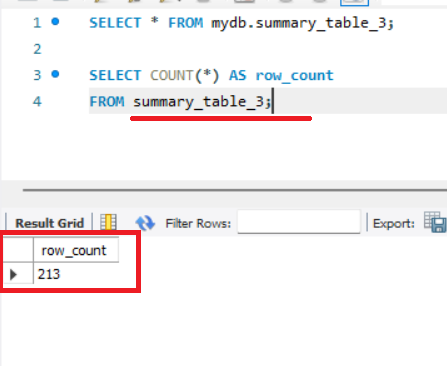 1 SELECT * FROM mydb.summary_table_3;
2
3 SELECT COUNT(*) AS row_count
4 FROM summary_table_3;
Result Grid Filter Rows: Export:
row_count
213